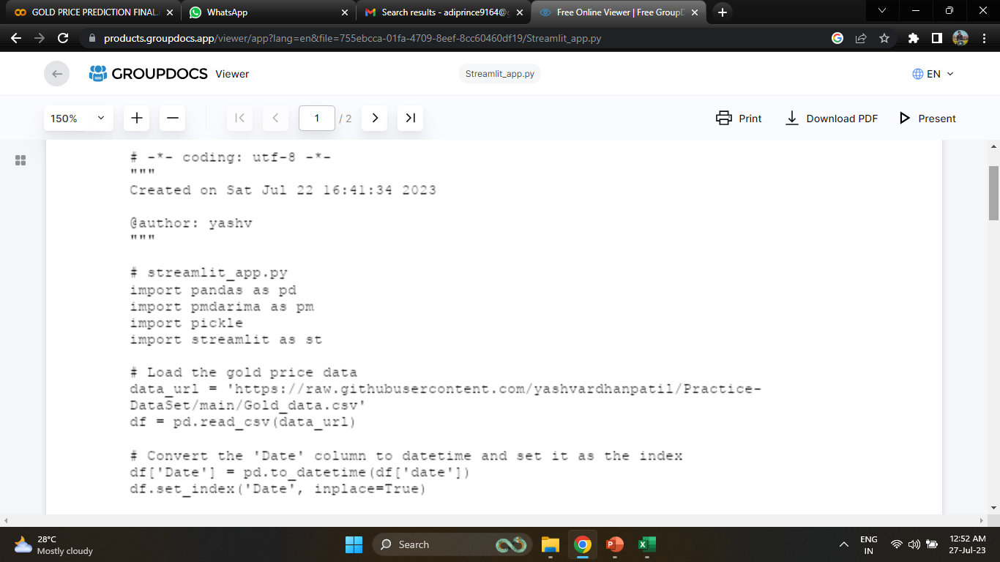 GOLD PRICE PREDICTION FINAL.i
WhatsApp
Search results - adiprince9164@g
Free Online Viewer | Free GroupD
products.groupdocs.app/viewer/app?lang=en&file=755ebcca-01fa-4709-8eef-8cc60460df19/Streamlit_app.py
GROUPDOCS Viewer
Streamlit_app.py
EN
150%
1 / 2
Print
Download PDF
Present
# -*- coding: utf-8 -*-
"""
Created on Sat Jul 22 16:41:34 2023
@author: yashv
"""
# streamlit_app.py
import pandas as pd
import pmdarima as pm
import pickle
import streamlit as st
# Load the gold price data
data_url = 'https://raw.githubusercontent.com/yashvardhanpatil/Practice-
DataSet/main/Gold_data.csv'
df = pd.read_csv(data_url)
# Convert the 'Date' column to datetime and set it as the index
df['Date'] = pd.to_datetime(df['date'])
df.set_index('Date', inplace=True)
28°C
Mostly cloudy
Search
ENG
IN
12:52 AM
27-Jul-23